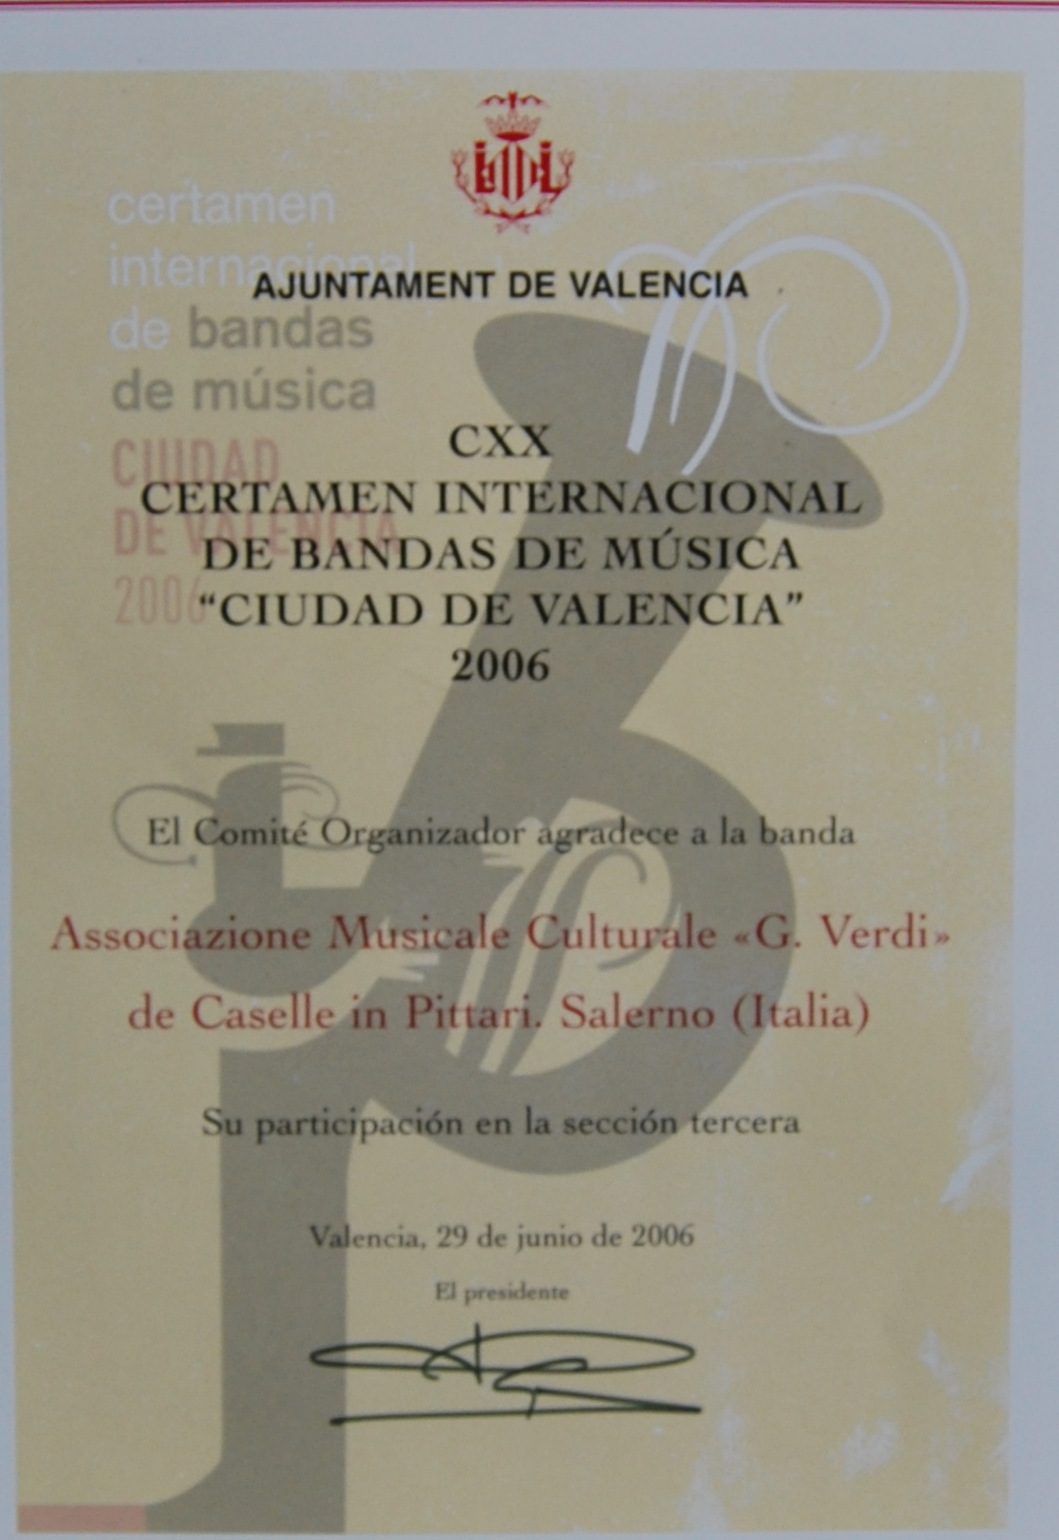 certamen
internacional
de bandas
de música
CIUDAD
DE VALENCIA
2006
AJUNTAMENT DE VALENCIA
CXX
CERTAMEN INTERNACIONAL
DE BANDAS DE MÚSICA
“CIUDAD DE VALENCIA”
2006
El Comité Organizador agradece a la banda
Associazione Musicale Culturale «G. Verdi»
de Caselle in Pittari. Salerno (Italia)
Su participación en la sección tercera
Valencia, 29 de junio de 2006
El presidente